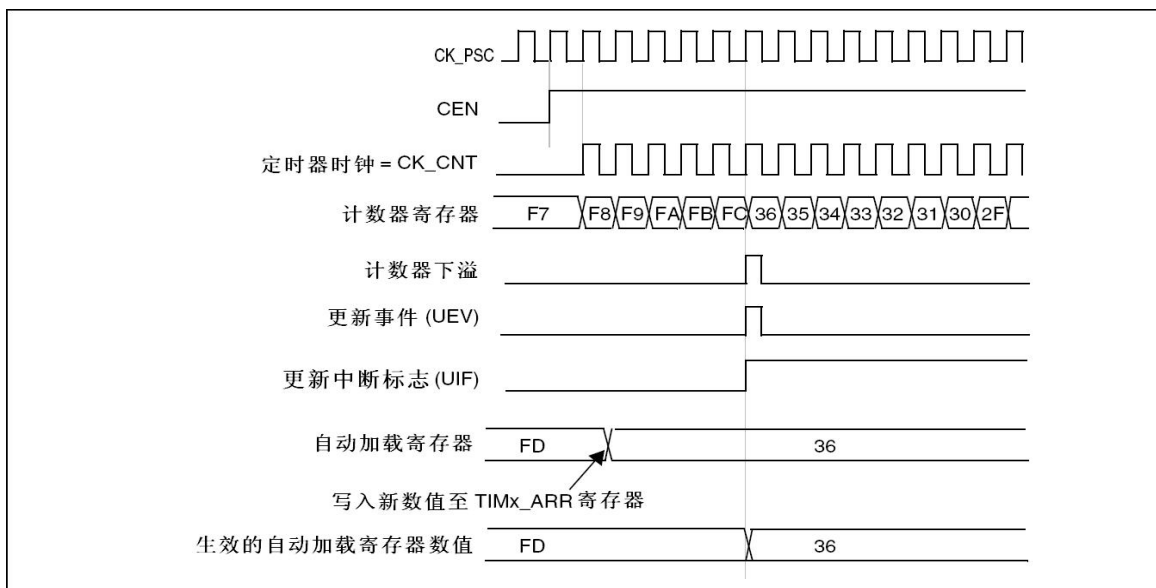 CK_PSC
CEN
定时器时钟 = CK_CNT
计数器寄存器 F7 F8 F9 FA FB FC 36 35 34 33 32 31 30 2F
计数器下溢
更新事件 (UEV)
更新中断标志 (UIF)
自动加载寄存器 FD 36
写入新数值至 TIMx_ARR 寄存器
生效的自动加载寄存器数值 FD 36